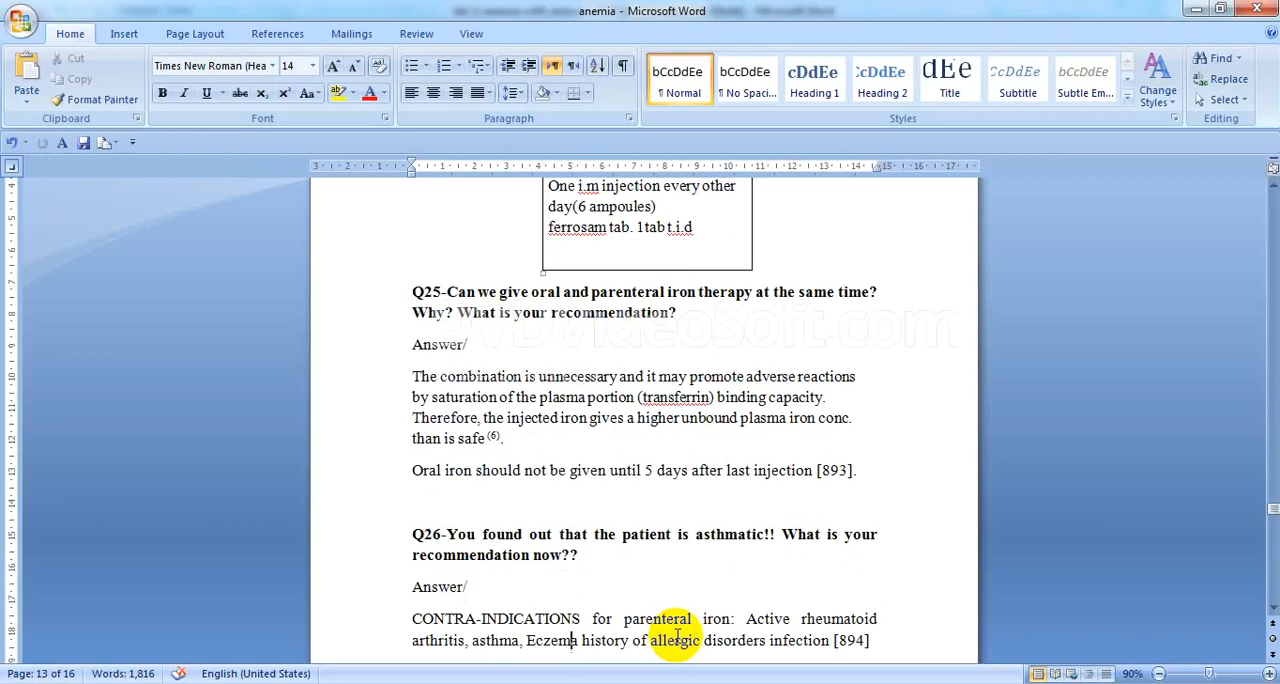 anemia - Microsoft Word
Home Insert Page Layout References Mailings Review View
Cut
Copy
Format Painter
Paste
Clipboard
Times New Roman (Hea 14
Font
Paragraph
AaBbCcDdEe
¶ Normal ¶ No Spaci... Heading 1 Heading 2 Title Subtitle Subtle Em...
Styles
Change Styles
Find
Replace
Select
Editing
One i.m injection every other
day(6 ampoules)
ferrosam tab. 1tab t.i.d
Q25-Can we give oral and parenteral iron therapy at the same time?
Why? What is your recommendation?
Answer/
The combination is unnecessary and it may promote adverse reactions
by saturation of the plasma portion (transferrin) binding capacity.
Therefore, the injected iron gives a higher unbound plasma iron conc.
than is safe (6).
Oral iron should not be given until 5 days after last injection [893].
Q26-You found out that the patient is asthmatic!! What is your
recommendation now??
Answer/
CONTRA-INDICATIONS for parenteral iron: Active rheumatoid
arthritis, asthma, Eczema history of allergic disorders infection [894]
Page: 13 of 16 Words: 1,816 English (United States) 90%